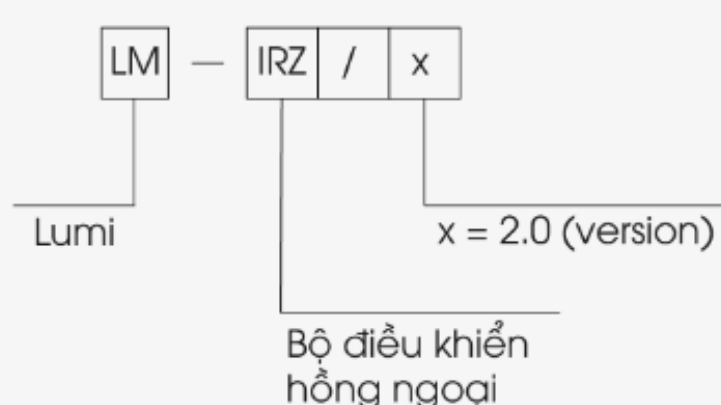 LM – IRZ / x
Lumi
x = 2.0 (version)
Bộ điều khiển
hồng ngoại